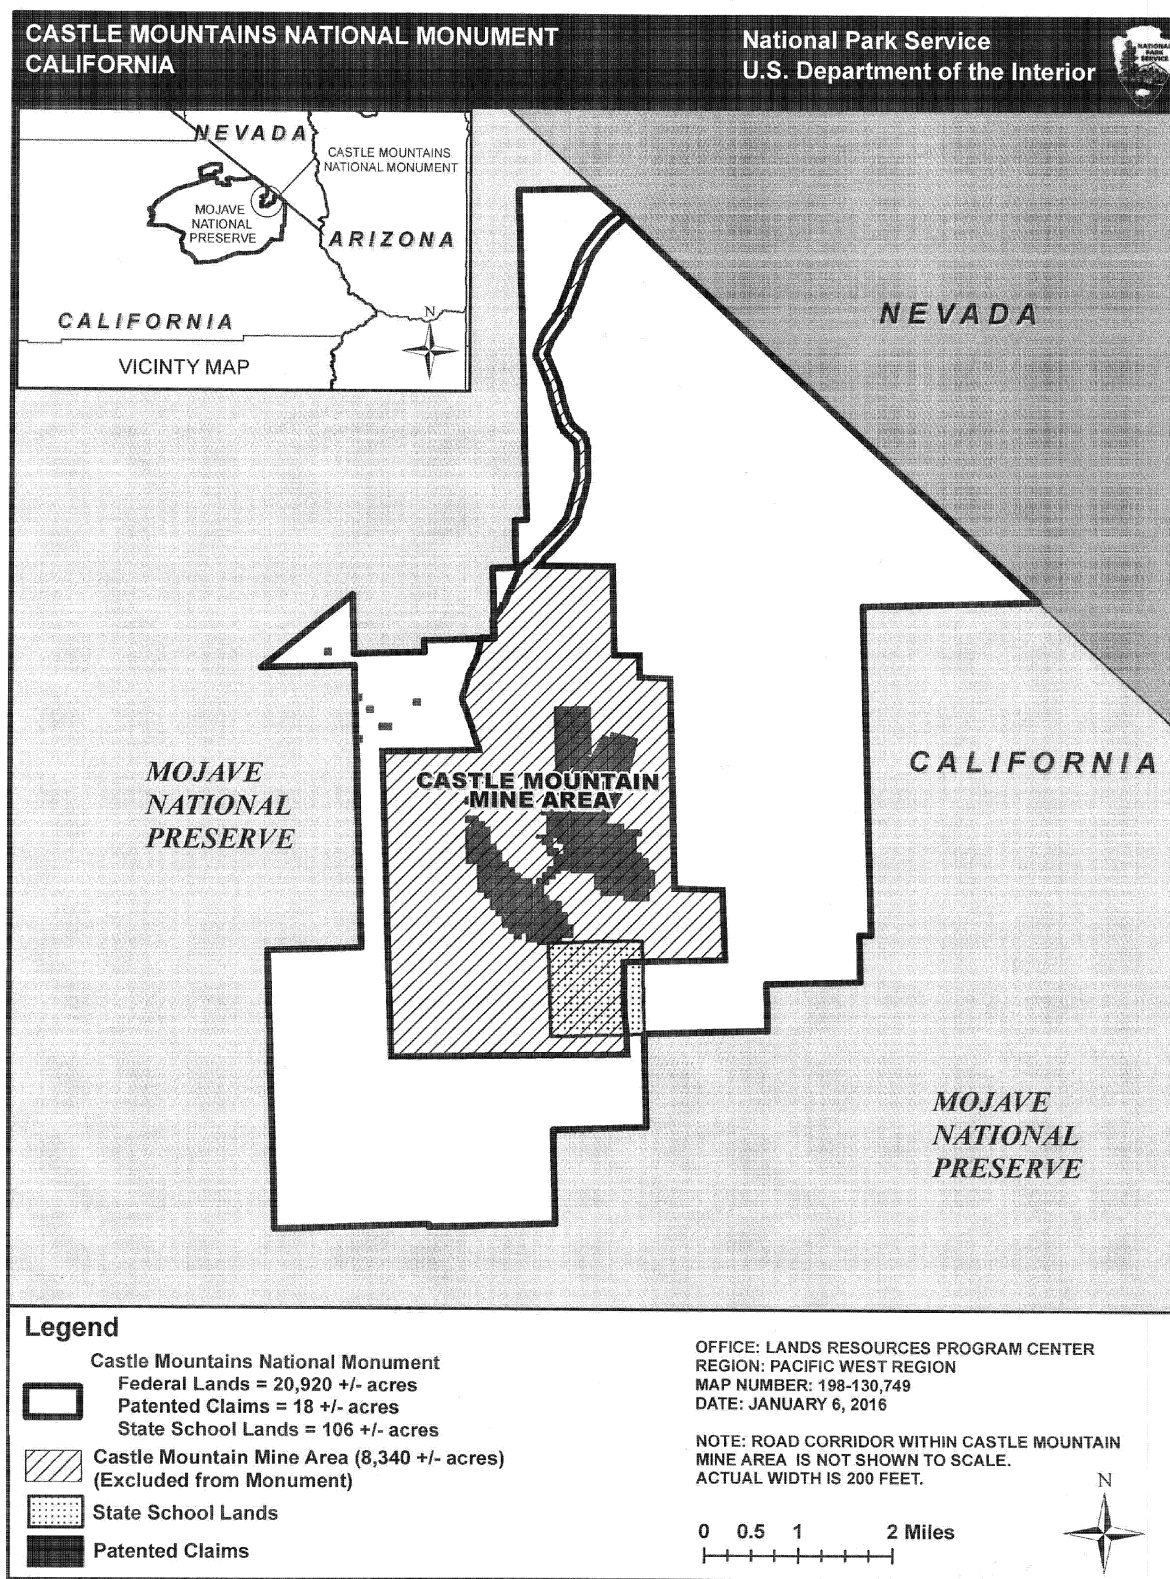 CASTLE MOUNTAINS NATIONAL MONUMENT
CALIFORNIA
National Park Service
U.S. Department of the Interior
NATIONAL
PARK
SERVICE
NEVADA
CASTLE MOUNTAINS
NATIONAL MONUMENT
MOJAVE
NATIONAL
PRESERVE
ARIZONA
CALIFORNIA
N
VICINTY MAP
NEVADA
CALIFORNIA
MOJAVE
NATIONAL
PRESERVE
CASTLE MOUNTAIN
MINE AREA
MOJAVE
NATIONAL
PRESERVE
Legend
Castle Mountains National Monument
Federal Lands = 20,920 +/- acres
Patented Claims = 18 +/- acres
State School Lands = 106 +/- acres
Castle Mountain Mine Area (8,340 +/- acres)
(Excluded from Monument)
State School Lands
Patented Claims
OFFICE: LANDS RESOURCES PROGRAM CENTER
REGION: PACIFIC WEST REGION
MAP NUMBER: 198-130,749
DATE: JANUARY 6, 2016
NOTE: ROAD CORRIDOR WITHIN CASTLE MOUNTAIN
MINE AREA IS NOT SHOWN TO SCALE.
ACTUAL WIDTH IS 200 FEET.
N
0 0.5 1 2 Miles